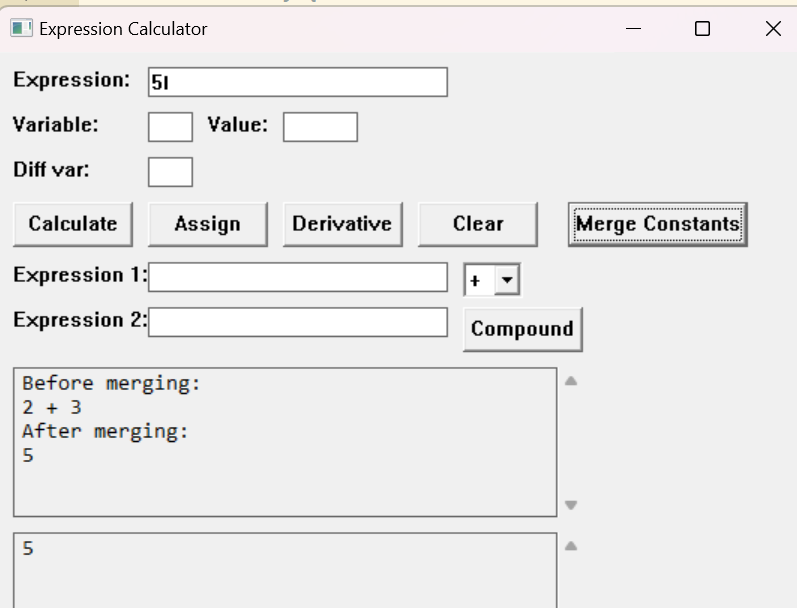 Expression Calculator
Expression: 5
Variable: Value:
Diff var:
Calculate Assign Derivative Clear Merge Constants
Expression 1: +
Expression 2: Compound
Before merging:
2 + 3
After merging:
5
5